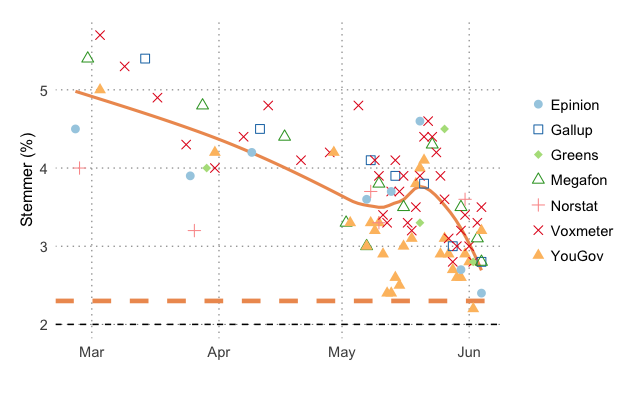 Stemmer (%)
5
4
3
2
Mar
Apr
May
Jun
Epinion
Gallup
Greens
Megafon
Norstat
Voxmeter
YouGov